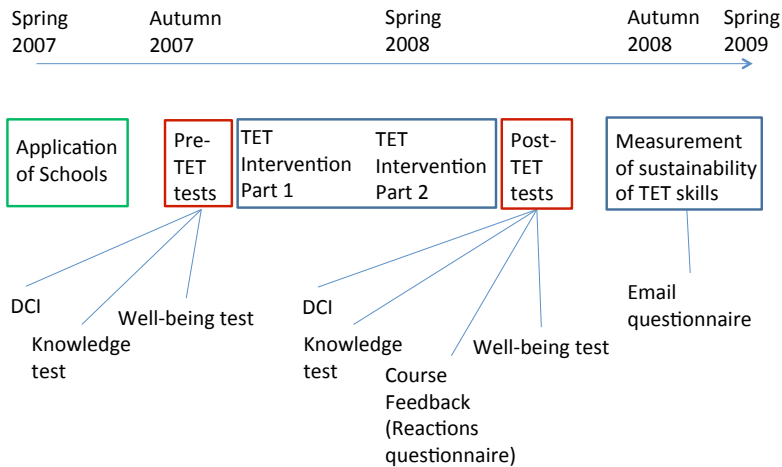 Spring
2007
Autumn
2007
Spring
2008
Autumn
2008
Spring
2009
Application
of Schools
Pre-
TET
tests
TET
Intervention
Part 1
TET
Intervention
Part 2
Post-
TET
tests
Measurement
of sustainability
of TET skills
DCI
Knowledge
test
Well-being test
DCI
Knowledge
test
Course
Feedback
(Reactions
questionnaire)
Well-being test
Email
questionnaire